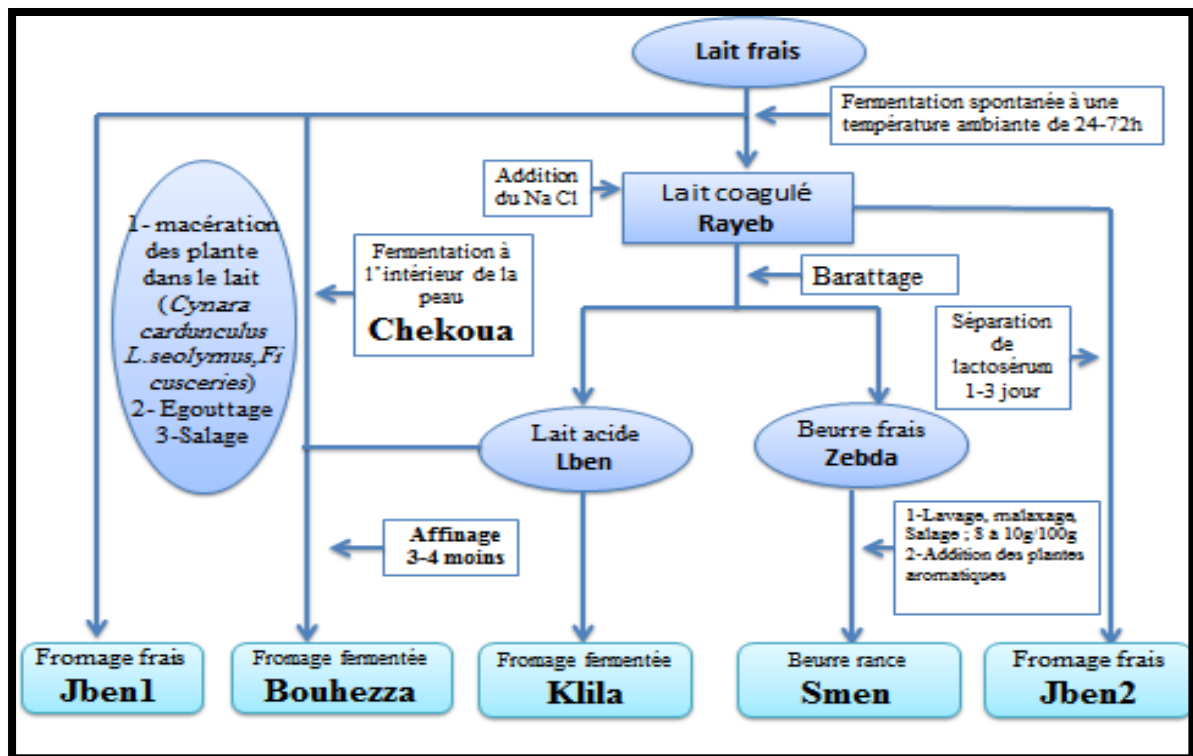 Lait frais
Fermentation spontanée à une
température ambiante de 24-72h
Addition
du Na Cl
Lait coagulé
Rayeb
1- macération
des plante
dans le lait
(Cynara
cardunculus
L.seolymus,Fi
cusceries)
2- Egouttage
3-Salage
Fermentation à
l’intérieur de la
peau
Chekoua
Barattage
Séparation
de
lactosérum
1-3 jour
Lait acide
Lben
Beurre frais
Zebda
Affinage
3-4 moins
1-Lavage, malaxage,
Salage ; 8 à 10g/100g
2-Addition des plantes
aromatiques
Fromage frais
Jben1
Fromage fermentée
Bouhezza
Fromage fermentée
Klila
Beurre rance
Smen
Fromage frais
Jben2